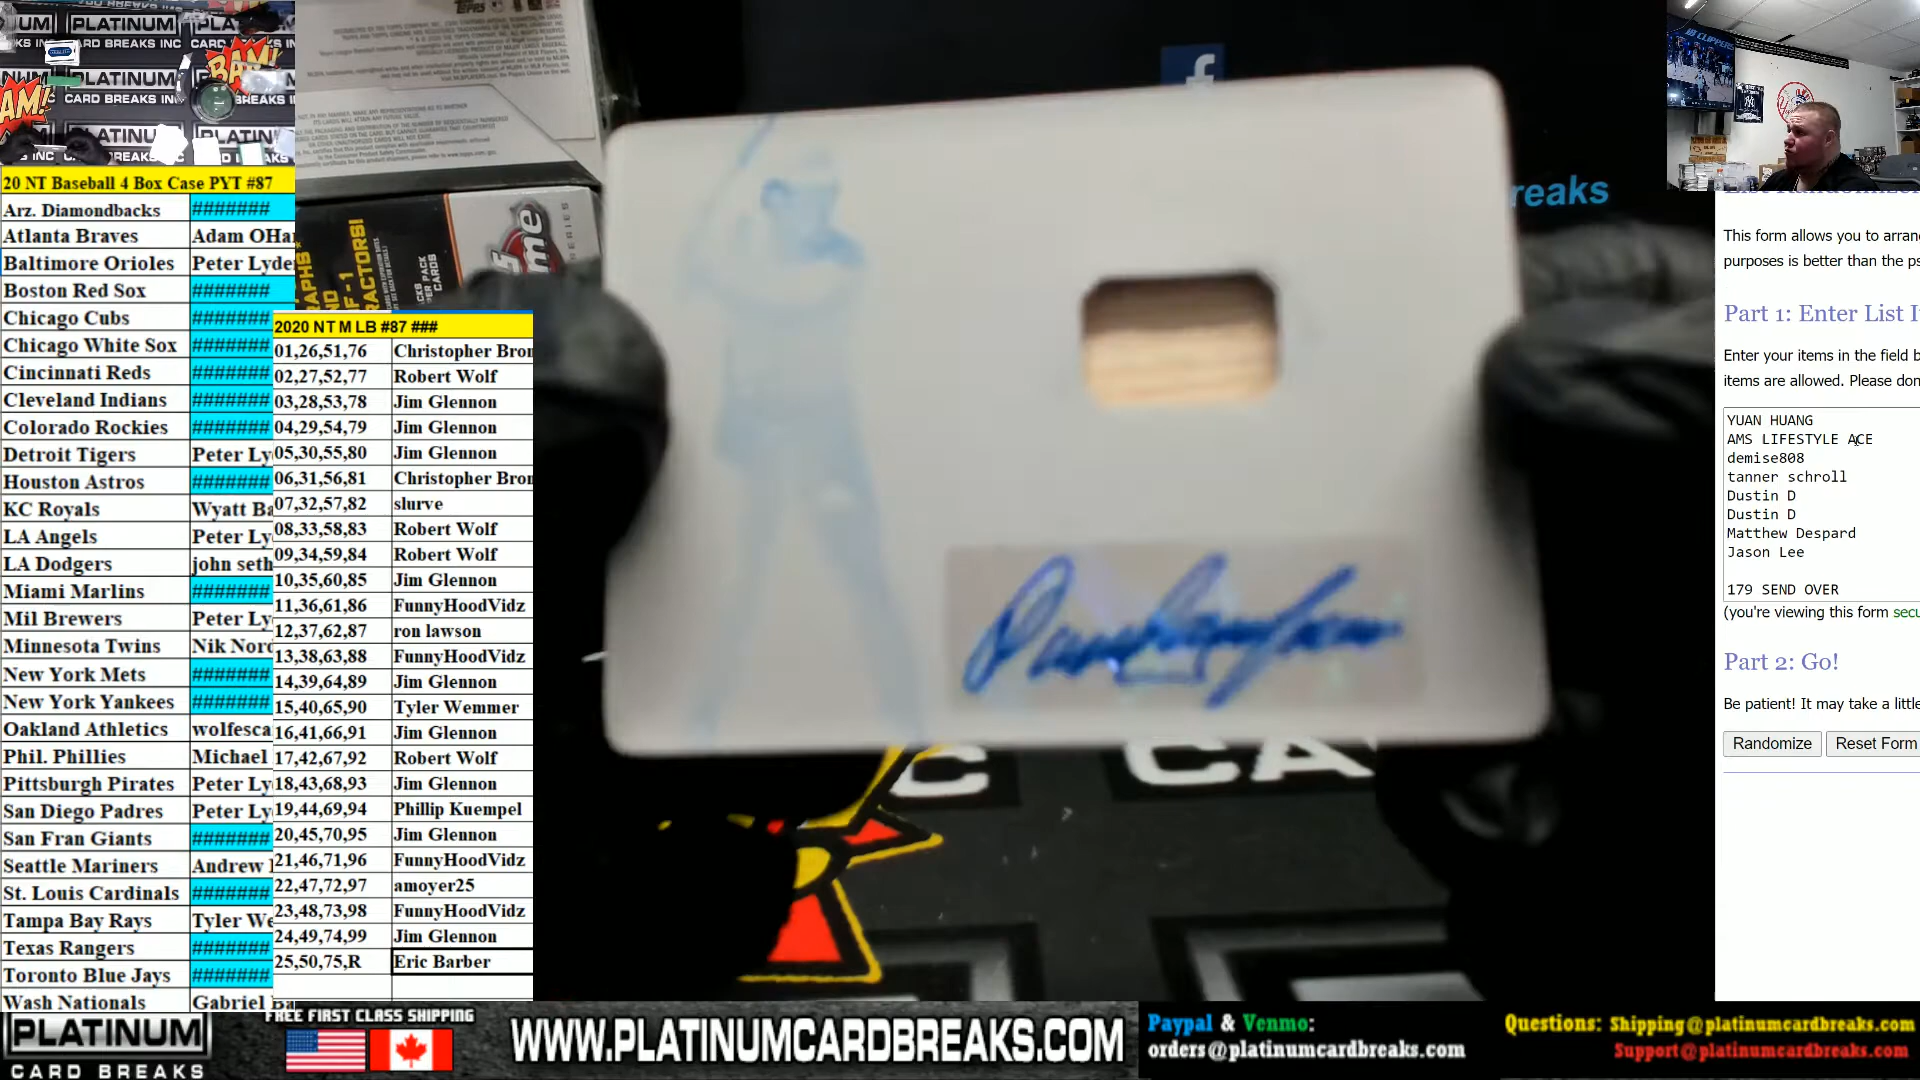 PLATINUM
CARD BREAKS INC
BAM!
20 NT Baseball 4 Box Case PYT #87
Arz. Diamondbacks #######
Atlanta Braves Adam OHa
Baltimore Orioles Peter Lyde
Boston Red Sox #######
Chicago Cubs #######
Chicago White Sox #######
Cincinnati Reds #######
Cleveland Indians #######
Colorado Rockies #######
Detroit Tigers Peter Ly
Houston Astros #######
KC Royals Wyatt Ba
LA Angels Peter Ly
LA Dodgers john seth
Miami Marlins #######
Mil Brewers Peter Ly
Minnesota Twins Nik Nord
New York Mets #######
New York Yankees #######
Oakland Athletics wolfesca
Phil. Phillies Michael
Pittsburgh Pirates Peter Ly
San Diego Padres Peter Ly
San Fran Giants #######
Seattle Mariners Andrew
St. Louis Cardinals #######
Tampa Bay Rays Tyler We
Texas Rangers #######
Toronto Blue Jays #######
Wash Nationals Gabriel Ba
2020 NT MLB #87 ###
01,26,51,76 Christopher Bron
02,27,52,77 Robert Wolf
03,28,53,78 Jim Glennon
04,29,54,79 Jim Glennon
05,30,55,80 Jim Glennon
06,31,56,81 Christopher Bron
07,32,57,82 slurve
08,33,58,83 Robert Wolf
09,34,59,84 Robert Wolf
10,35,60,85 Jim Glennon
11,36,61,86 FunnyHoodVidz
12,37,62,87 ron lawson
13,38,63,88 FunnyHoodVidz
14,39,64,89 Jim Glennon
15,40,65,90 Tyler Wemmer
16,41,66,91 Jim Glennon
17,42,67,92 Robert Wolf
18,43,68,93 Jim Glennon
19,44,69,94 Phillip Kuempel
20,45,70,95 Jim Glennon
21,46,71,96 FunnyHoodVidz
22,47,72,97 amoyer25
23,48,73,98 FunnyHoodVidz
24,49,74,99 Jim Glennon
25,50,75,R Eric Barber
f
reaks
C CA
CLIPPERS
This form allows you to arran
purposes is better than the ps
Part 1: Enter List I
Enter your items in the field b
items are allowed. Please don
YUAN HUANG
AMS LIFESTYLE ACE
demise808
tanner schroll
Dustin D
Dustin D
Matthew Despard
Jason Lee
179 SEND OVER
(you're viewing this form secu
Part 2: Go!
Be patient! It may take a little
Randomize Reset Form
PLATINUM
CARD BREAKS
FREE FIRST CLASS SHIPPING
WWW.PLATINUMCARDBREAKS.COM
Paypal & Venmo:
orders@platinumcardbreaks.com
Questions: Shipping@platinumcardbreaks.com
Support@platinumcardbreaks.com